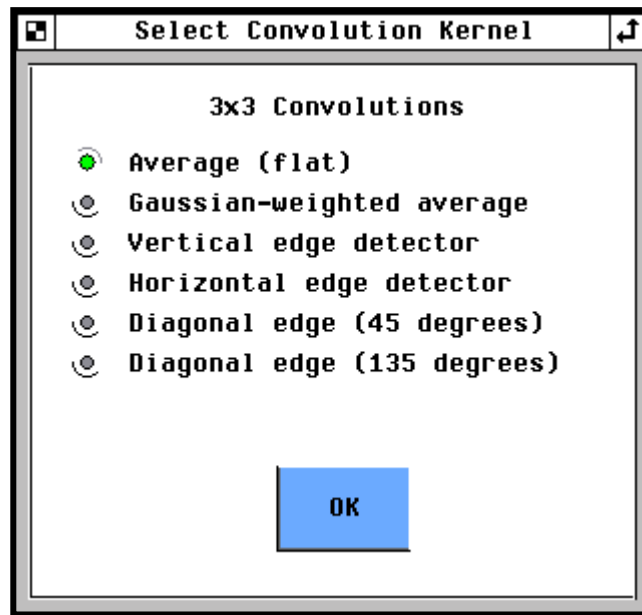 Select Convolution Kernel
3x3 Convolutions
Average (flat)
Gaussian-weighted average
Vertical edge detector
Horizontal edge detector
Diagonal edge (45 degrees)
Diagonal edge (135 degrees)
OK